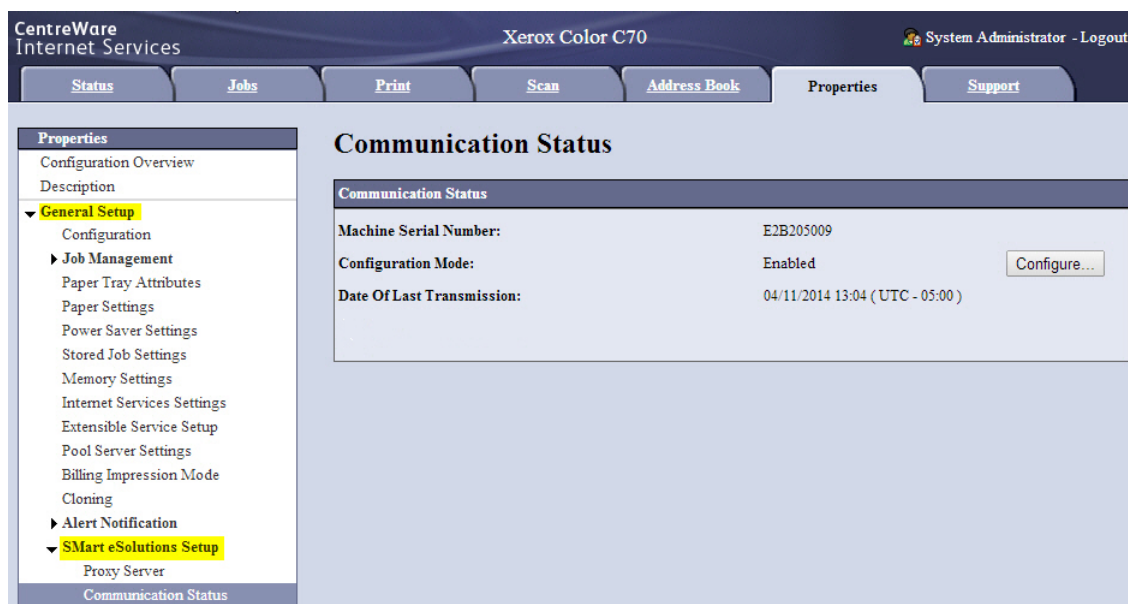 CentreWare
Internet Services
Xerox Color C70
System Administrator - Logout
Status
Jobs
Print
Scan
Address Book
Properties
Support
Properties
Configuration Overview
Description
General Setup
Configuration
Job Management
Paper Tray Attributes
Paper Settings
Power Saver Settings
Stored Job Settings
Memory Settings
Internet Services Settings
Extensible Service Setup
Pool Server Settings
Billing Impression Mode
Cloning
Alert Notification
SMart eSolutions Setup
Proxy Server
Communication Status
Communication Status
Communication Status
Machine Serial Number: E2B205009
Configuration Mode: Enabled Configure...
Date Of Last Transmission: 04/11/2014 13:04 ( UTC - 05:00 )